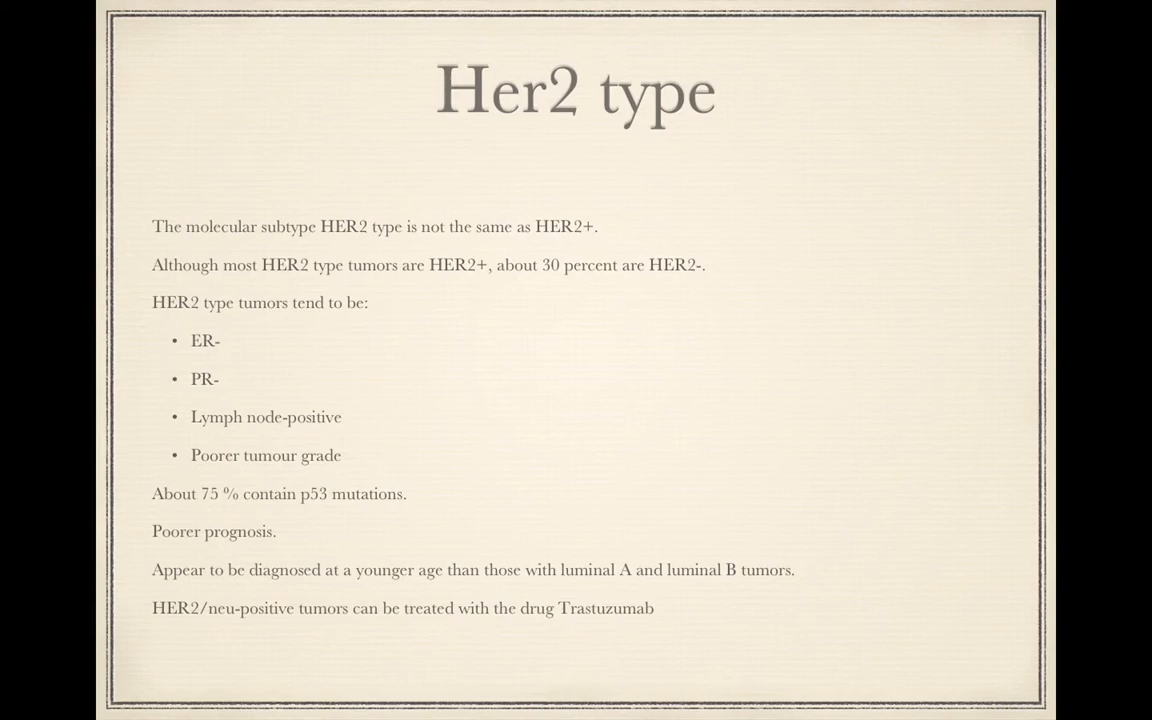 Her2 type
The molecular subtype HER2 type is not the same as HER2+.
Although most HER2 type tumors are HER2+, about 30 percent are HER2-.
HER2 type tumors tend to be:
• ER-
• PR-
• Lymph node-positive
• Poorer tumour grade
About 75 % contain p53 mutations.
Poorer prognosis.
Appear to be diagnosed at a younger age than those with luminal A and luminal B tumors.
HER2/neu-positive tumors can be treated with the drug Trastuzumab